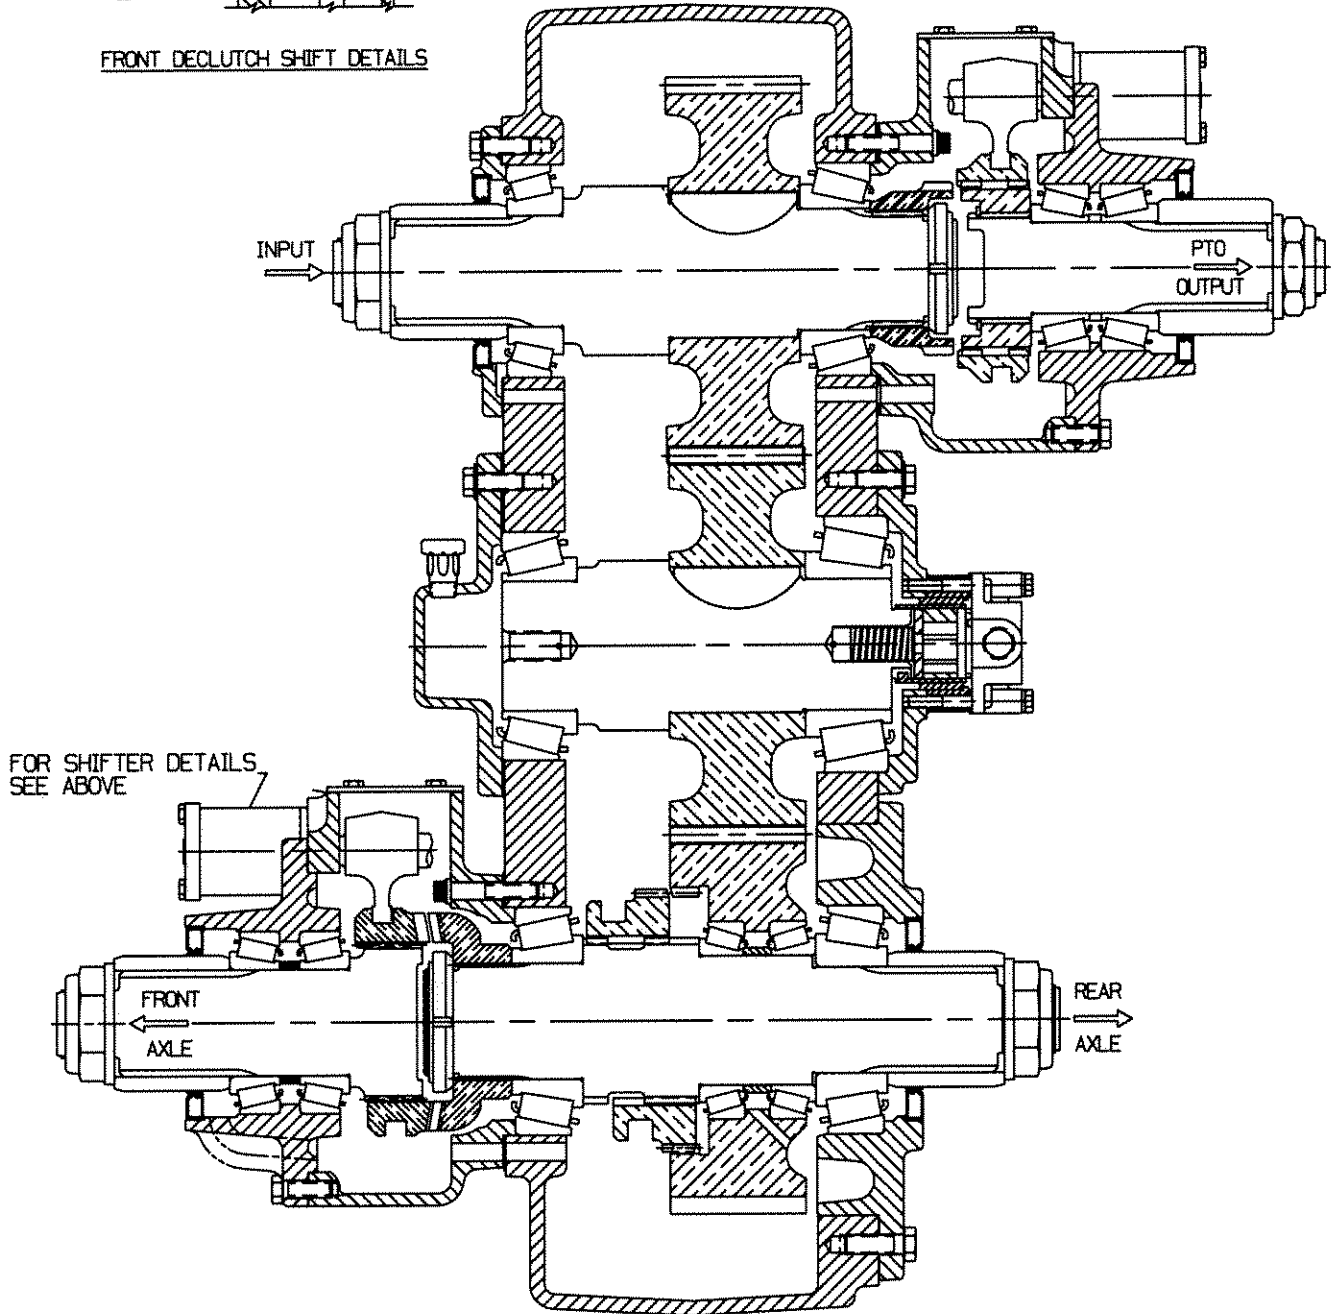 FRONT DECLUTCH SHIFT DETAILS
INPUT
PTO
OUTPUT
FOR SHIFTER DETAILS
SEE ABOVE
FRONT
AXLE
REAR
AXLE